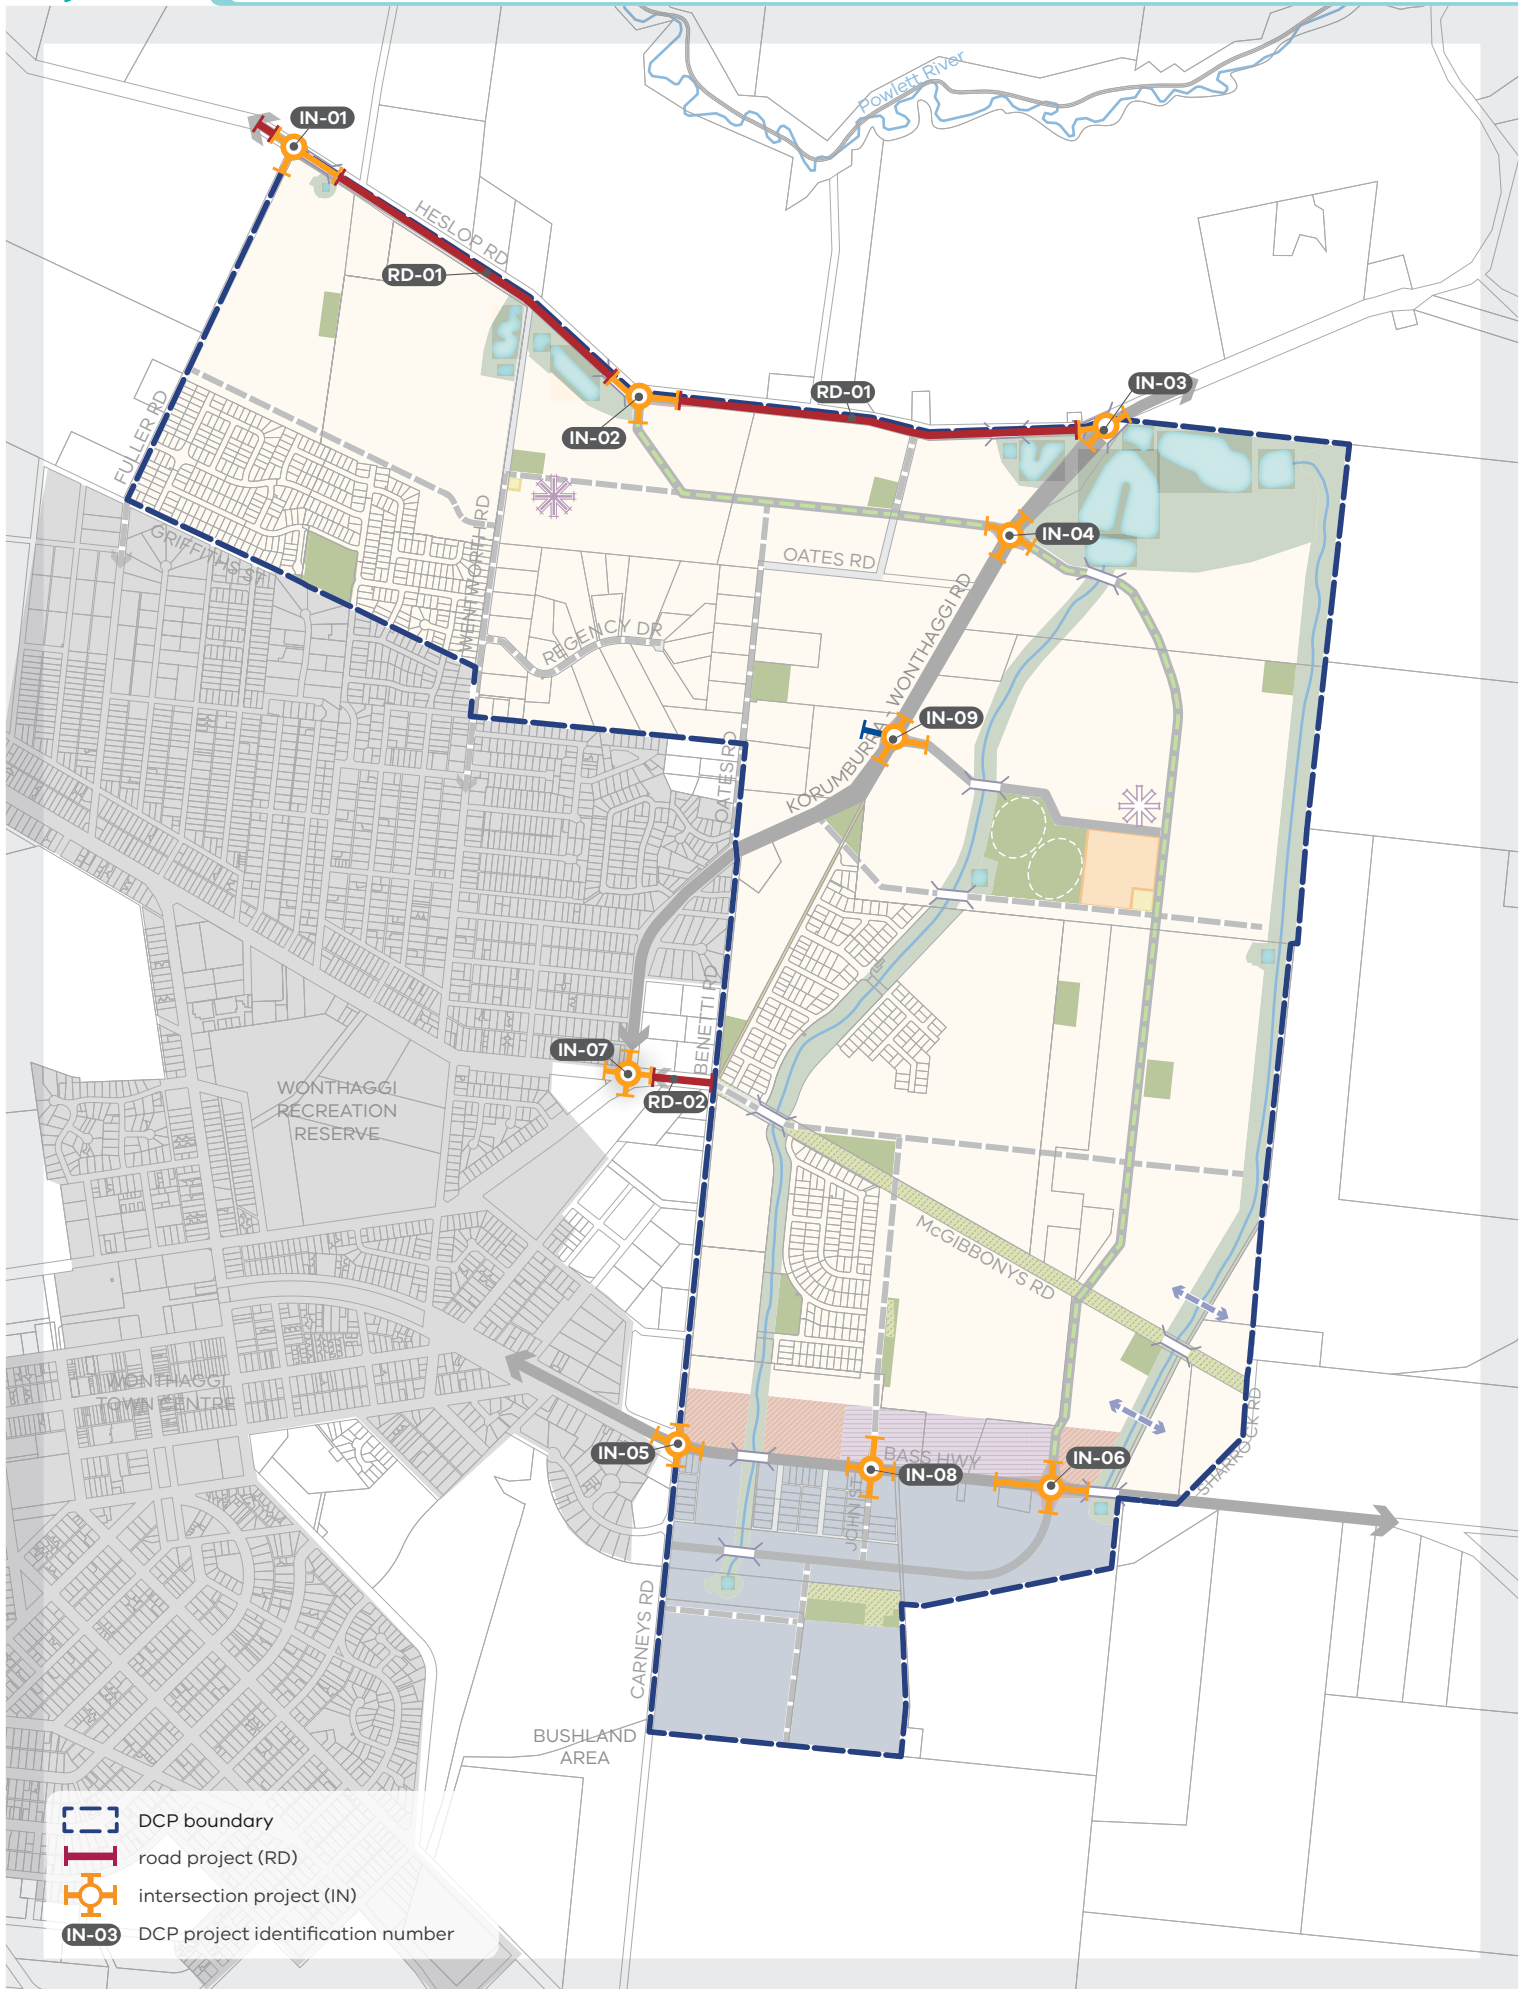 Powlett River
IN-01
HESLOP RD
RD-01
IN-02
RD-01
IN-03
FULLER RD
GRIFFITHS ST
WENTWORTH RD
IN-04
OATES RD
REGENCY DR
KORUMBURRA - WONTHAGGI RD
IN-09
OATES RD
BENETTI RD
IN-07
RD-02
WONTHAGGI
RECREATION
RESERVE
McGIBBONYS RD
WONTHAGGI
TOWN CENTRE
IN-05
BASS HWY
IN-08
IN-06
SHARROCK RD
JOHN ST
CARNEYS RD
BUSHLAND
AREA
DCP boundary
road project (RD)
intersection project (IN)
IN-03 DCP project identification number